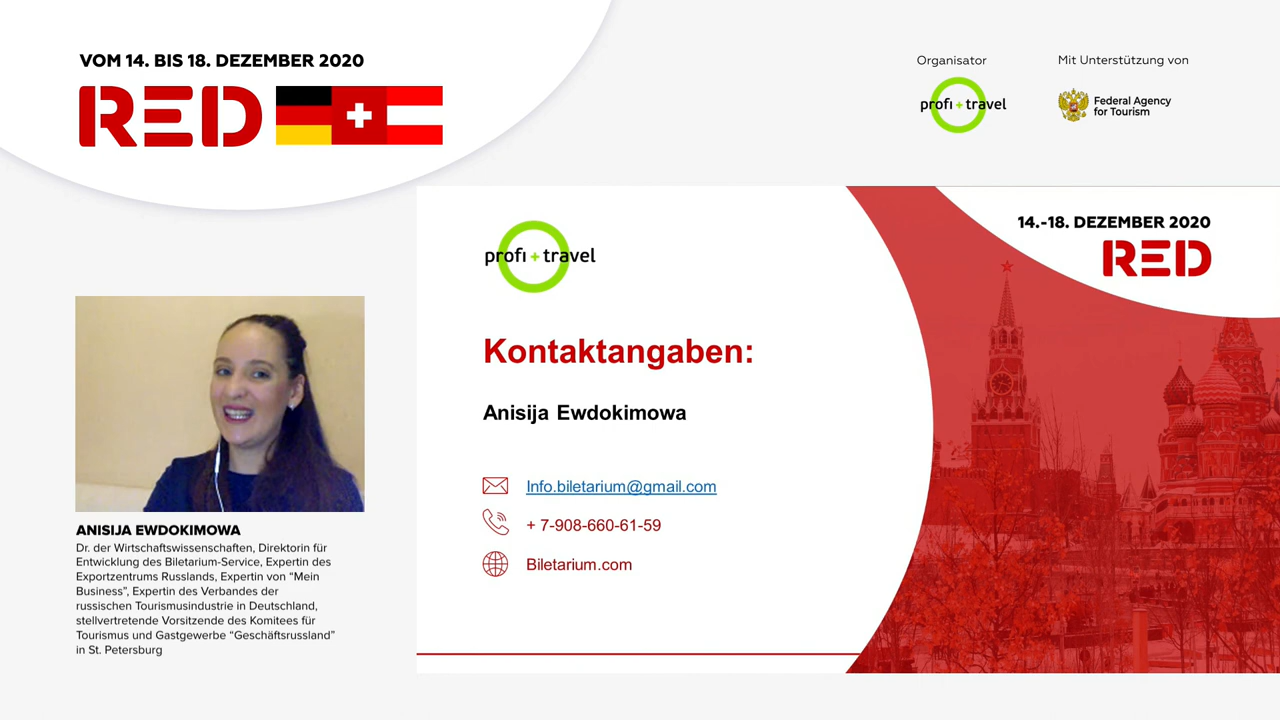 VOM 14. BIS 18. DEZEMBER 2020
RED
Organisator
profi + travel
Mit Unterstützung von
Federal Agency
for Tourism
profi + travel
14.-18. DEZEMBER 2020
RED
Kontaktangaben:
Anisija Ewdokimowa
Info.biletarium@gmail.com
+ 7-908-660-61-59
Biletarium.com
ANISIJA EWDOKIMOWA
Dr. der Wirtschaftswissenschaften, Direktorin für
Entwicklung des Biletarium-Service, Expertin des
Exportzentrums Russlands, Expertin von “Mein
Business”, Expertin des Verbandes der
russischen Tourismusindustrie in Deutschland,
stellvertretende Vorsitzende des Komitees für
Tourismus und Gastgewerbe “Geschäftsrussland”
in St. Petersburg